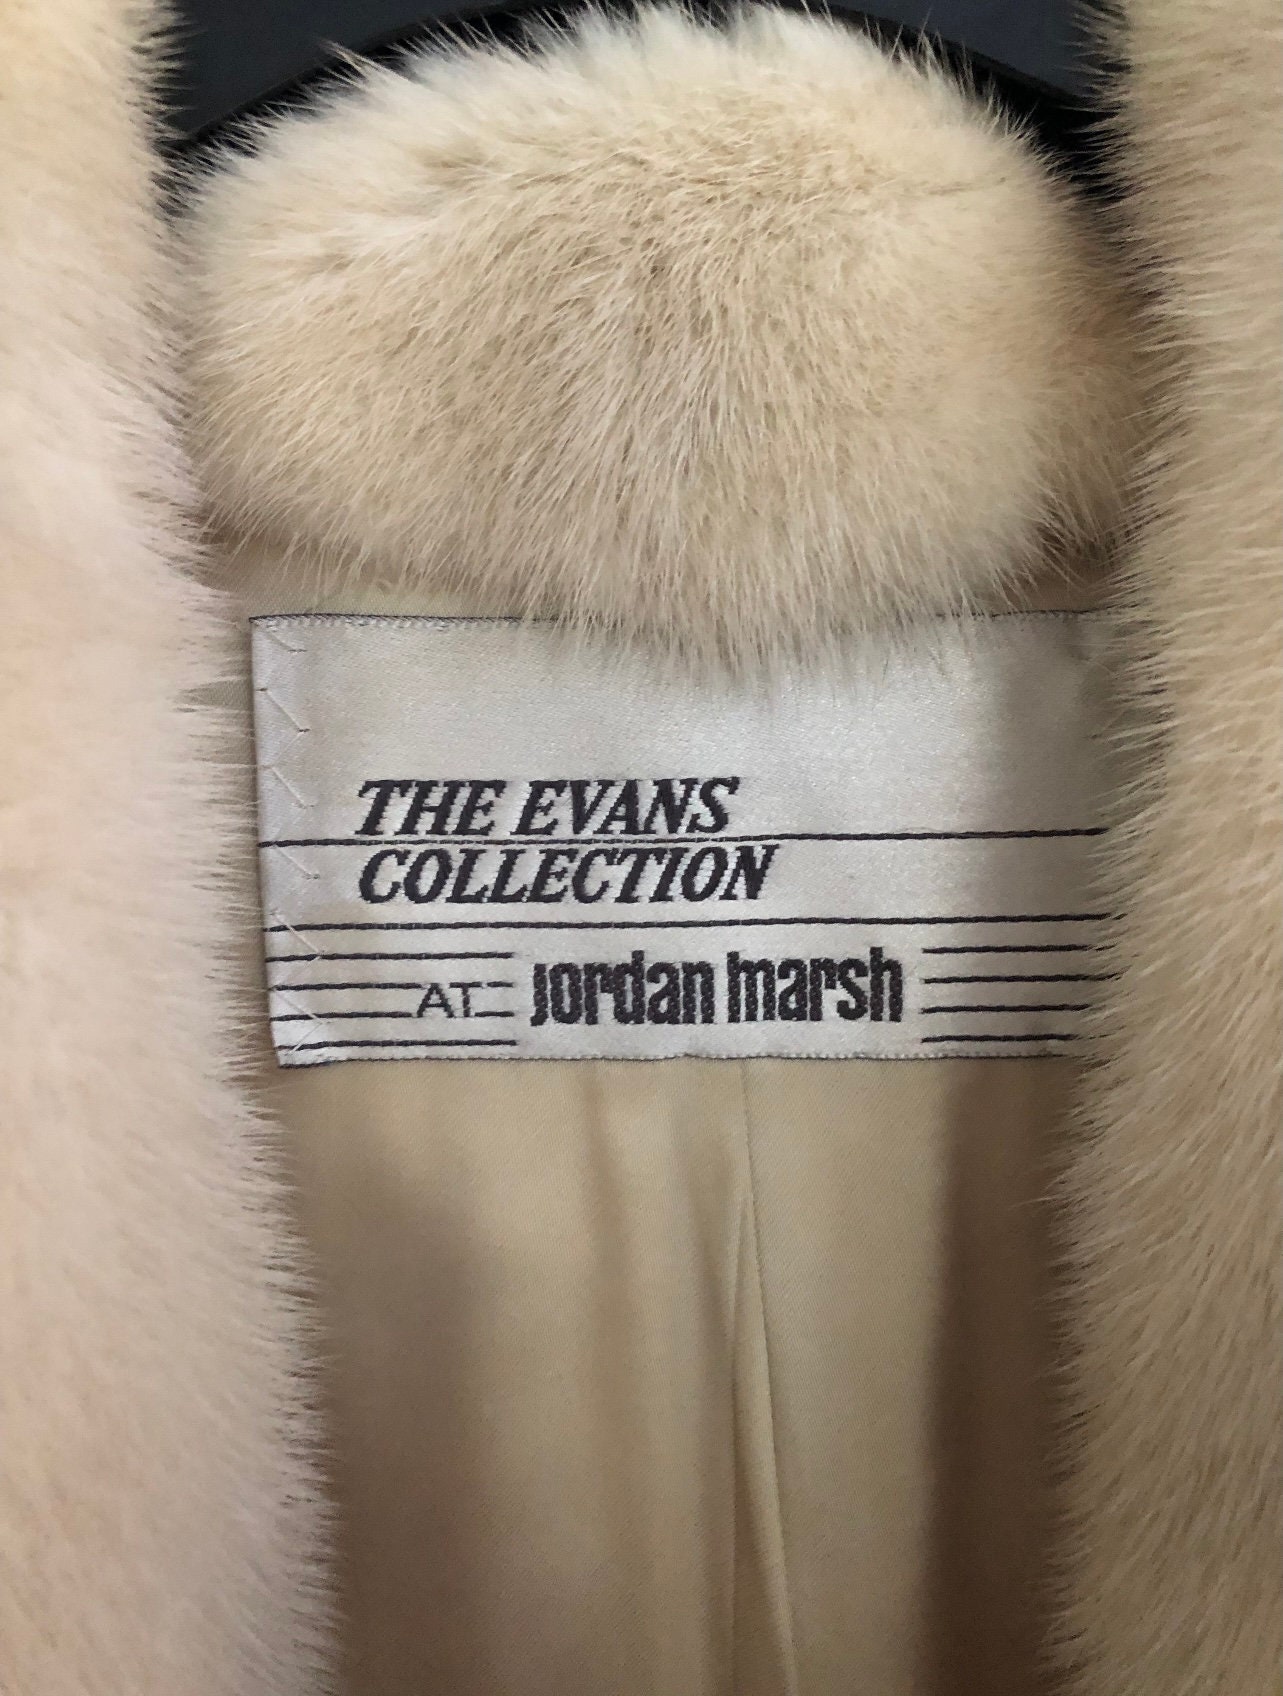 THE EVANS
COLLECTION
AT jordan marsh